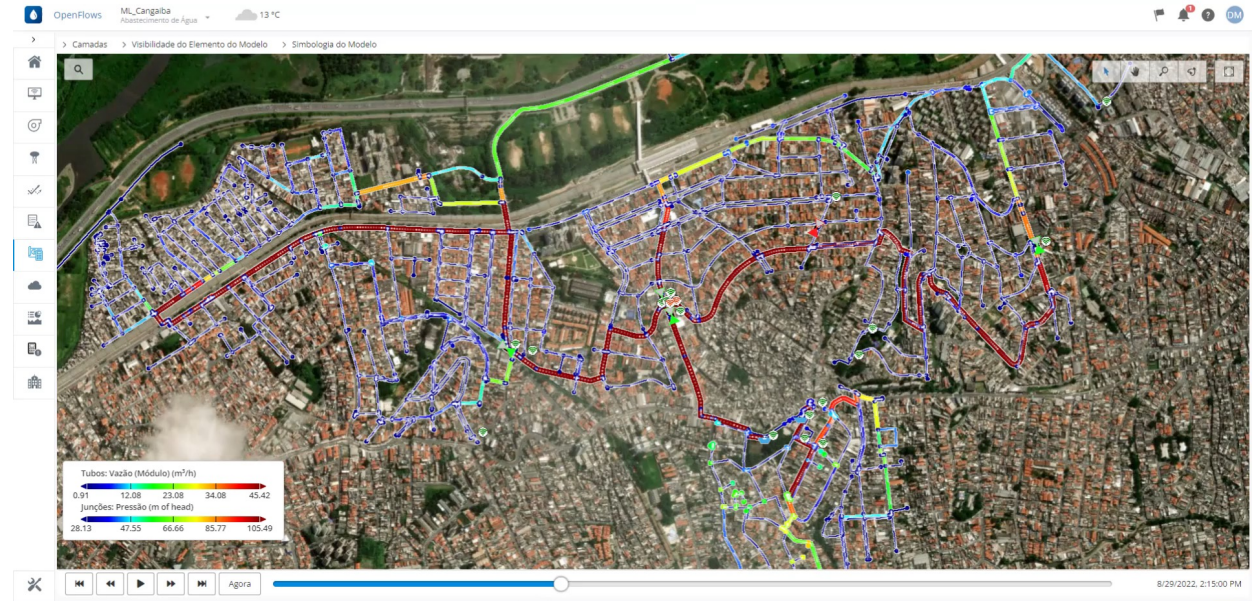 OpenFlows
ML_Cangaíba
Abastecimento de Água
13 °C
1
?
DM
> Camadas > Visibilidade do Elemento do Modelo > Simbologia do Modelo
Tubos: Vazão (Módulo) (m³/h)
0.91 12.08 23.08 34.08 45.42
Junções: Pressão (m of head)
28.13 47.55 66.66 85.77 105.49
Agora
8/29/2022, 2:15:00 PM